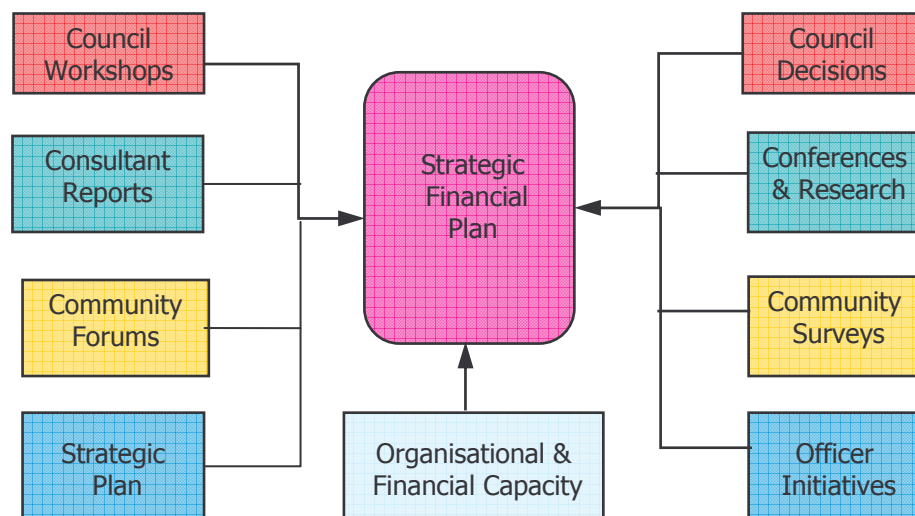 Council
Workshops
Consultant
Reports
Community
Forums
Strategic
Plan
Strategic
Financial
Plan
Organisational &
Financial Capacity
Council
Decisions
Conferences
& Research
Community
Surveys
Officer
Initiatives